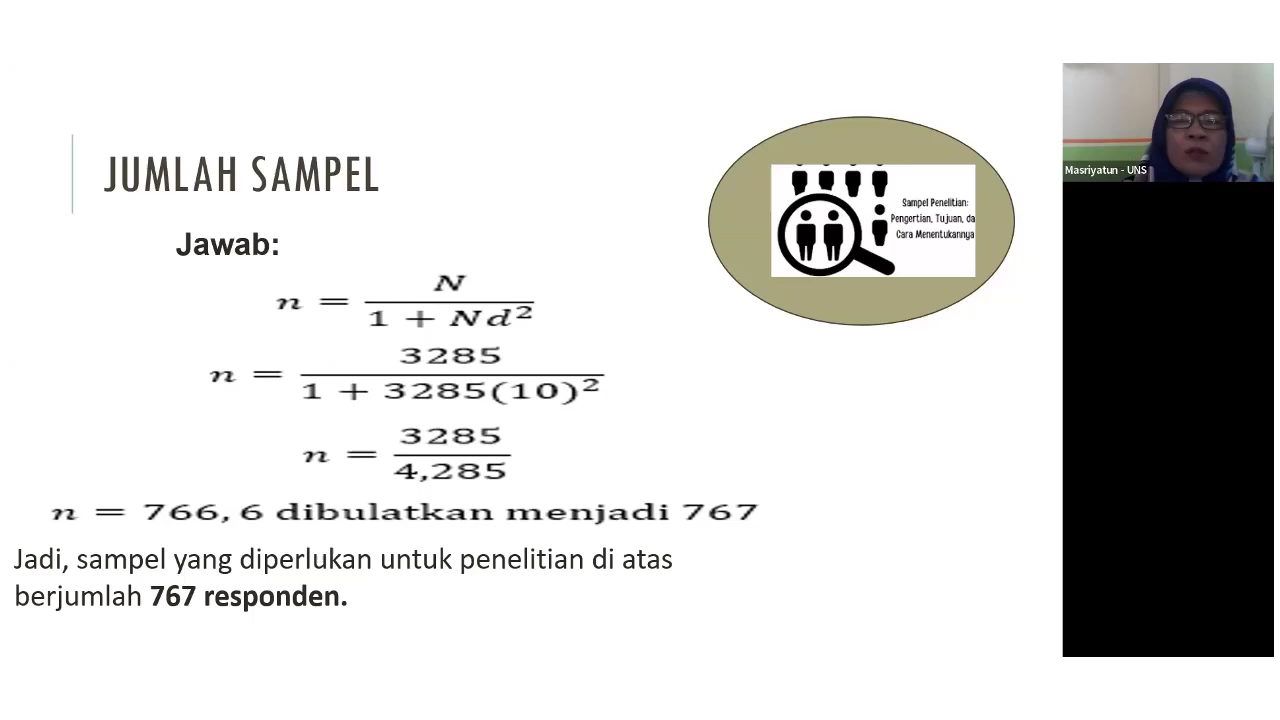 JUMLAH SAMPEL
Jawab:
n = N / 1 + Nd²
n = 3285 / 1 + 3285(10)²
n = 3285 / 4,285
n = 766,6 dibulatkan menjadi 767
Jadi, sampel yang diperlukan untuk penelitian di atas
berjumlah 767 responden.
Sampel Penelitian:
Pengertian, Tujuan, da
Cara Menentukannya
Masriyatun - UNS